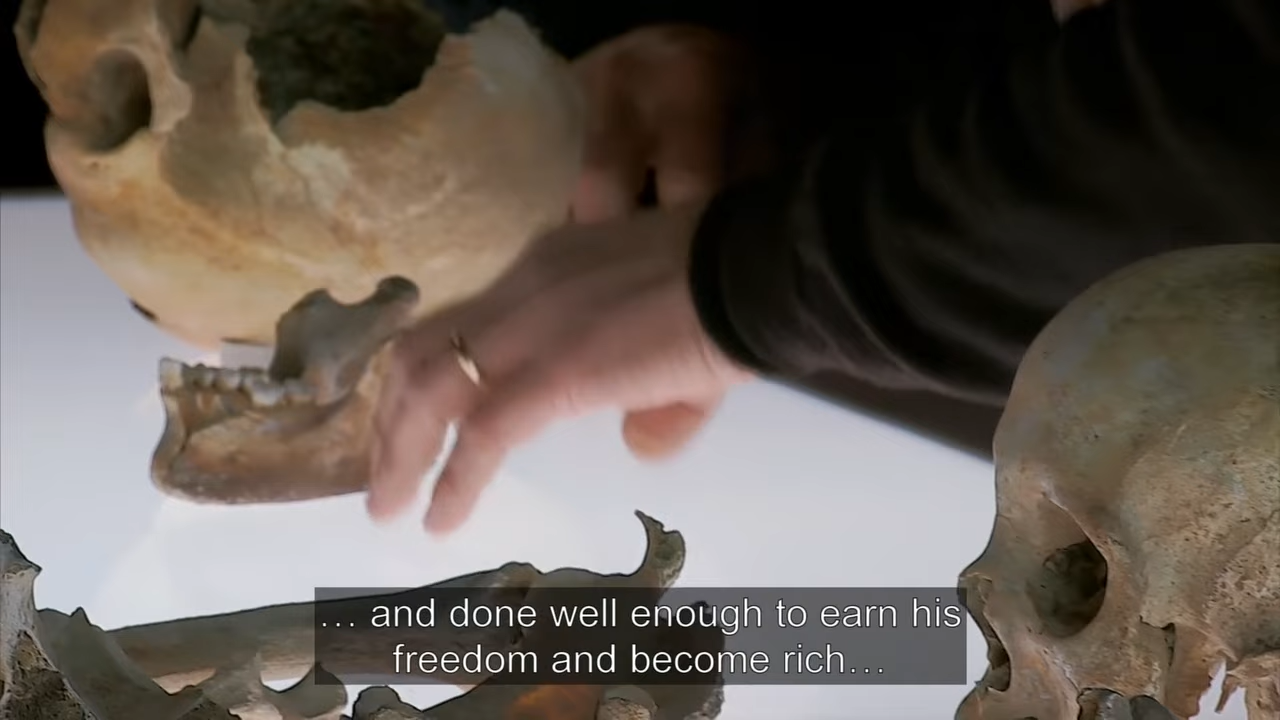 ... and done well enough to earn his
freedom and become rich...